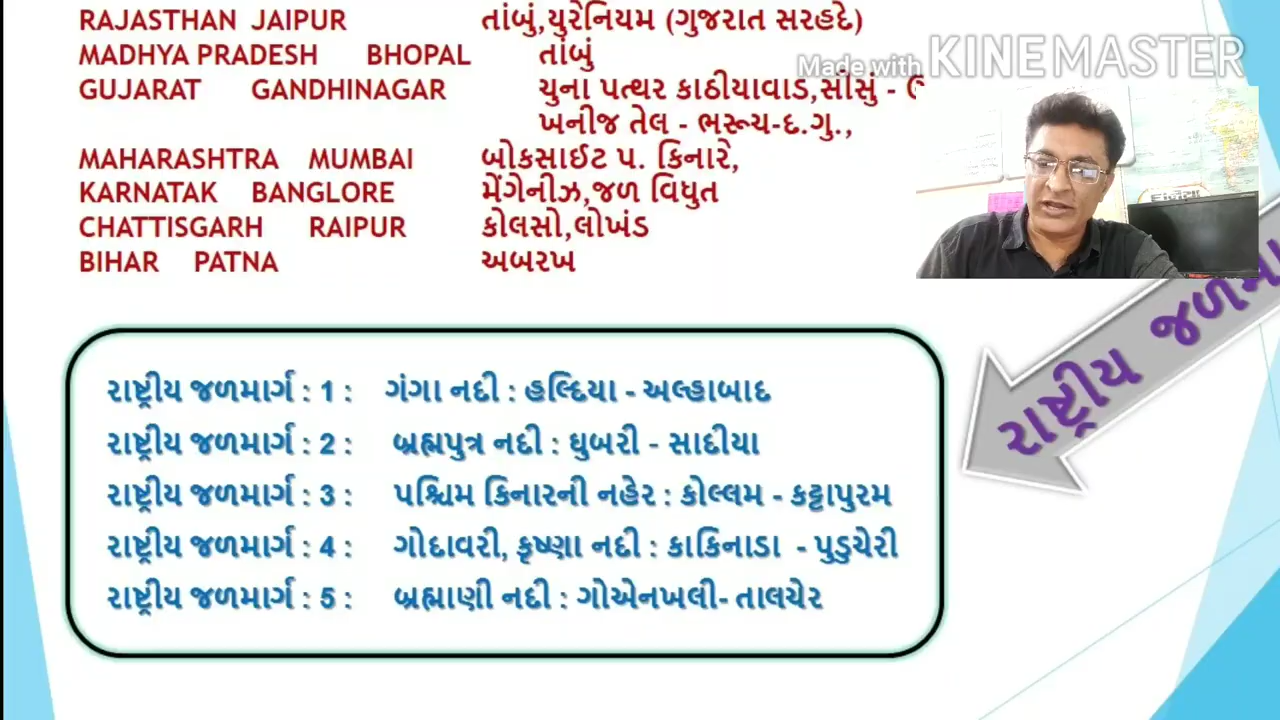 RAJASTHAN JAIPUR તાંબું,યુરેનિયમ (ગુજરાત સરહદે)
MADHYA PRADESH BHOPAL તાંબું
Made with KINEMASTER
GUJARAT GANDHINAGAR ચુના પત્થર કાઠીયાવાડ,સીસું -
ખનીજ તેલ - ભરૂચ-દ.ગુ.,
MAHARASHTRA MUMBAI બોકસાઈટ પ. કિનારે,
KARNATAK BANGLORE મેંગેનીઝ,જળ વિધુત
CHATTISGARH RAIPUR કોલસો,લોખંડ
BIHAR PATNA અબરખ
રાષ્ટ્રીય
રાષ્ટ્રીય જળમાર્ગ : 1 : ગંગા નદી : હલ્દિયા - અલ્હાબાદ
રાષ્ટ્રીય જળમાર્ગ : 2 : બ્રહ્મપુત્ર નદી : ઘુબરી - સાદીયા
રાષ્ટ્રીય જળમાર્ગ : 3 : પશ્ચિમ કિનારની નહેર : કોલ્લમ - કટ્ટાપુરમ
રાષ્ટ્રીય જળમાર્ગ : 4 : ગોદાવરી, કૃષ્ણા નદી : કાકિનાડા - પુડુચેરી
રાષ્ટ્રીય જળમાર્ગ : 5 : બ્રહ્માણી નદી : ગોએનખલી- તાલચેર